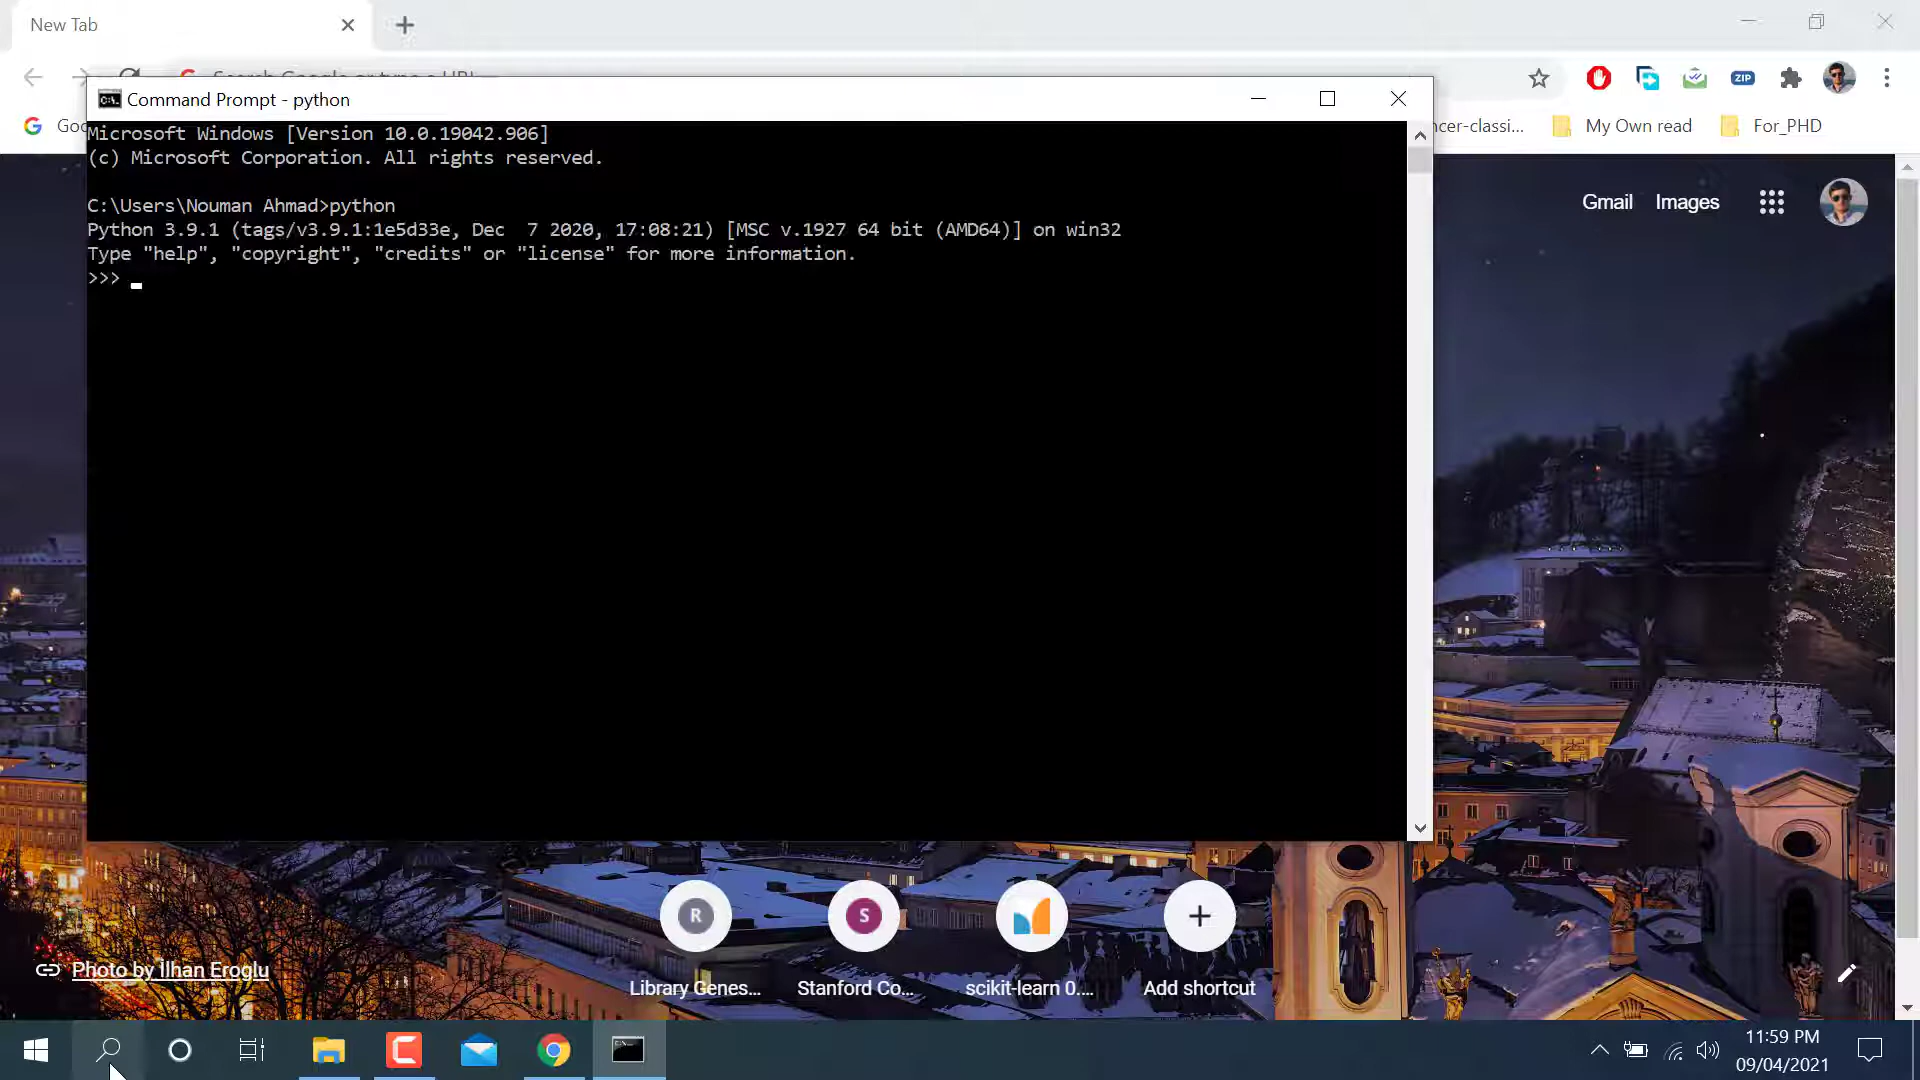 New Tab
Command Prompt - python
Microsoft Windows [Version 10.0.19042.906]
(c) Microsoft Corporation. All rights reserved.
C:\Users\Nouman Ahmad>python
Python 3.9.1 (tags/v3.9.1:1e5d33e, Dec  7 2020, 17:08:21) [MSC v.1927 64 bit (AMD64)] on win32
Type "help", "copyright", "credits" or "license" for more information.
>>>
ZIP
Goo
ncer-classi...
My Own read
For_PHD
Gmail
Images
R
S
Library Genes...
Stanford Co...
scikit-learn 0....
Add shortcut
Photo by İlhan Eroglu
11:59 PM
09/04/2021